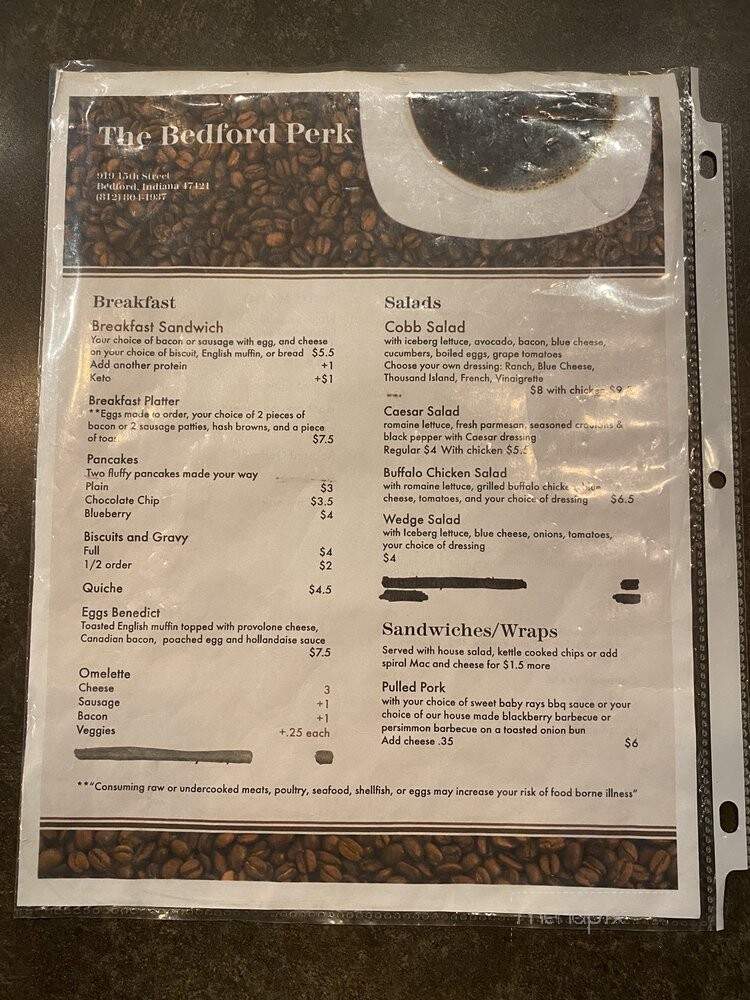 The Bedford Perk
919 15th Street
Bedford, Indiana 47421
(812) 804-1937
Breakfast
Breakfast Sandwich
Your choice of bacon or sausage with egg, and cheese
on your choice of biscuit, English muffin, or bread $5.5
Add another protein +1
Keto +$1
Breakfast Platter
**Eggs made to order, your choice of 2 pieces of
bacon or 2 sausage patties, hash browns, and a piece
of toast $7.5
Pancakes
Two fluffy pancakes made your way
Plain $3
Chocolate Chip $3.5
Blueberry $4
Biscuits and Gravy
Full $4
1/2 order $2
Quiche $4.5
Eggs Benedict
Toasted English muffin topped with provolone cheese,
Canadian bacon, poached egg and hollandaise sauce
$7.5
Omelette
Cheese 3
Sausage +1
Bacon +1
Veggies +.25 each
Salads
Cobb Salad
with iceberg lettuce, avocado, bacon, blue cheese,
cucumbers, boiled eggs, grape tomatoes
Choose your own dressing: Ranch, Blue Cheese,
Thousand Island, French, Vinaigrette
$8 with chicken
Caesar Salad
romaine lettuce, fresh parmesan, seasoned croutons &
black pepper with Caesar dressing
Regular $4 With chicken $5.5
Buffalo Chicken Salad
with romaine lettuce, grilled buffalo chicken, blue
cheese, tomatoes, and your choice of dressing $6.5
Wedge Salad
with Iceberg lettuce, blue cheese, onions, tomatoes,
your choice of dressing
$4
Sandwiches/Wraps
Served with house salad, kettle cooked chips or add
spiral Mac and cheese for $1.5 more
Pulled Pork
with your choice of sweet baby rays bbq sauce or your
choice of our house made blackberry barbecue or
persimmon barbecue on a toasted onion bun
Add cheese .35 $6
**"Consuming raw or undercooked meats, poultry, seafood, shellfish, or eggs may increase your risk of food borne illness"